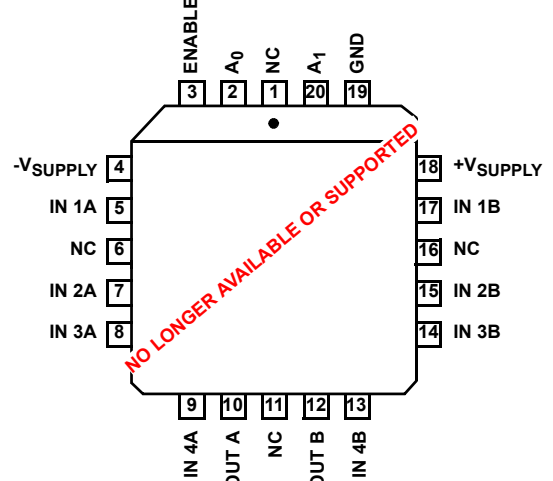 ENABLE
A0
NC
A1
GND
3
2
1
20
19
-VSUPPLY
4
18
+VSUPPLY
IN 1A
5
17
IN 1B
NC
6
16
NC
IN 2A
7
15
IN 2B
IN 3A
8
14
IN 3B
NO LONGER AVAILABLE OR SUPPORTED
9
10
11
12
13
IN 4A
OUT A
NC
OUT B
IN 4B